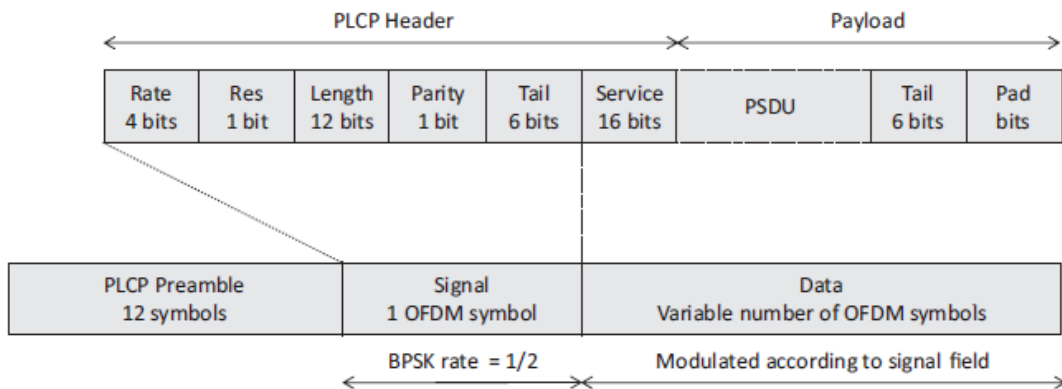 PLCP Header
Payload
Rate
4 bits
Res
1 bit
Length
12 bits
Parity
1 bit
Tail
6 bits
Service
16 bits
PSDU
Tail
6 bits
Pad
bits
PLCP Preamble
12 symbols
Signal
1 OFDM symbol
Data
Variable number of OFDM symbols
BPSK rate = 1/2
Modulated according to signal field